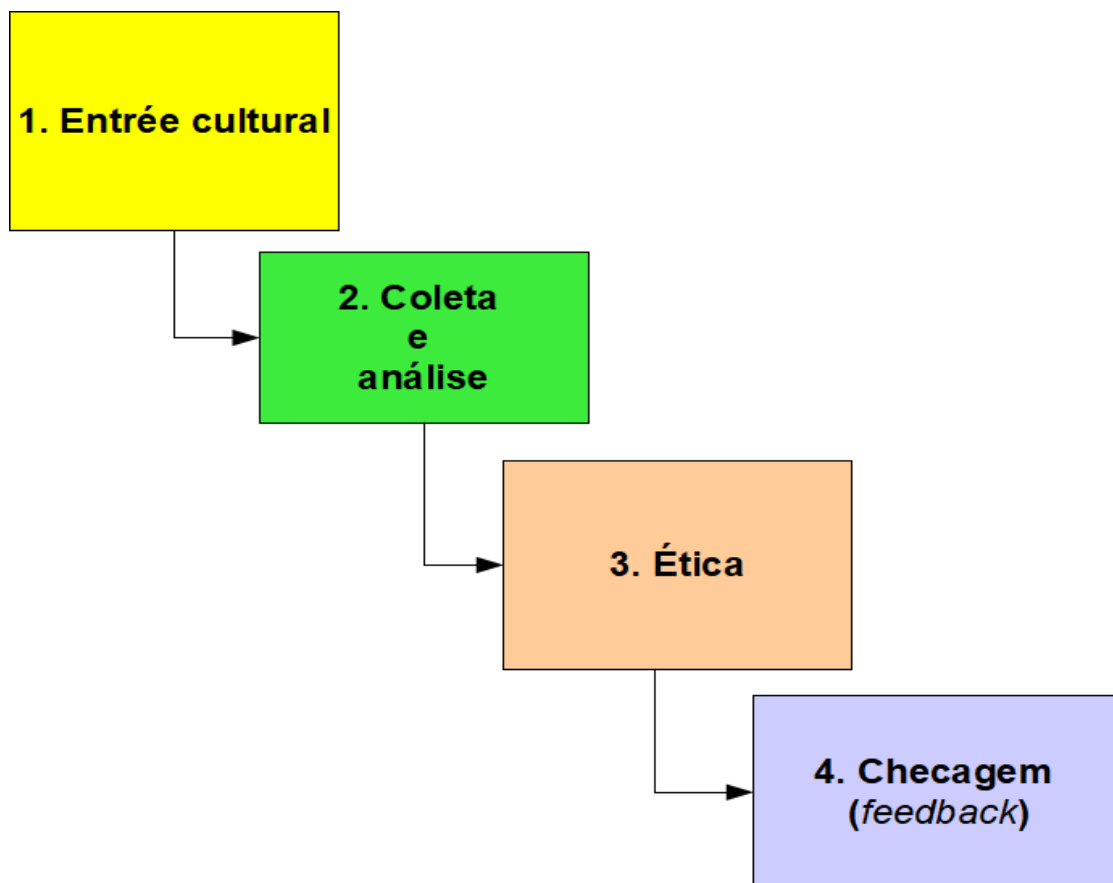 1. Entrée cultural
2. Coleta
e
análise
3. Ética
4. Checagem
(feedback)